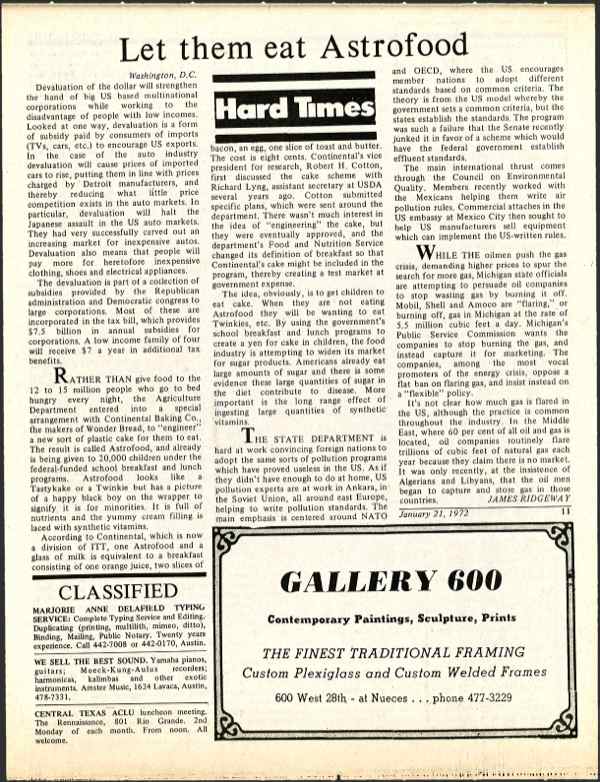 Let them eat Astrofood
Washington, D.C.
Devaluation of the dollar will strengthen
the hand of big US based multinational
corporations while working to the
disadvantage of people with low incomes.
Looked at one way, devaluation is a form
of subsidy paid by consumers of imports
(TVs, cars, etc.) to encourage US exports.
In the case of the auto industry
devaluation will cause prices of imported
cars to rise, putting them in line with prices
charged by Detroit manufacturers, and
thereby reducing what little price
competition exists in the auto markets. In
particular, devaluation will halt the
Japanese assault in the US auto markets.
They had very successfully carved out an
increasing market for inexpensive autos.
Devaluation also means that people will
pay more for heretofore inexpensive
clothing, shoes and electrical appliances.
The devaluation is part of a collection of
subsidies provided by the Republican
administration and Democratic congress to
large corporations. Most of these are
incorporated in the tax bill, which provides
$7.5 billion in annual subsidies for
corporations. A low income family of four
will receive $7 a year in additional tax
benefits.
RATHER THAN give food to the
12 to 15 million people who go to bed
hungry every night, the Agriculture
Department entered into a special
arrangement with Continental Baking Co.,
the makers of Wonder Bread, to "engineer"
a new sort of plastic cake for them to eat.
The result is called Astrofood, and already
is being given to 20,000 children under the
federal-funded school breakfast and lunch
programs. Astrofood looks like a
Tastykake or a Twinkie but has a picture
of a happy black boy on the wrapper to
signify it is for minorities. It is full of
nutrients and the yummy cream filling is
laced with synthetic vitamins.
According to Continental, which is now
a division of ITT, one Astrofood and a
glass of milk is equivalent to a breakfast
consisting of one orange juice, two slices of
Hard Times
bacon, an egg, one slice of toast and butter.
The cost is eight cents. Continental's vice
president for research, Robert H. Cotton,
first discussed the cake scheme with
Richard Lyng, assistant secretary at USDA
several years ago. Cotton submitted
specific plans, which went around the
department. There wasn't much interest in
the idea of "engineering" the cake, but
they were eventually approved, and the
department's Food and Nutrition Service
changed its definition of breakfast so that
Continental's cake might be included in the
program, thereby creating a test market at
government expense.
The idea, obviously, is to get children to
eat cake. When they are not eating
Astrofood they will be wanting to eat
Twinkies, etc. By using the government's
school breakfast and lunch programs to
create a yen for cake in children, the food
industry is attempting to widen its market
for sugar products. Americans already eat
large amounts of sugar and there is some
evidence these large quantities of sugar in
the diet contribute to disease. More
important is the long range effect of
ingesting large quantities of synthetic
vitamins.
THE STATE DEPARTMENT is
hard at work convincing foreign nations to
adopt the same sorts of pollution programs
which have proved useless in the US. As if
they didn't have enough to do at home, US
pollution experts are at work in Ankara, in
the Soviet Union, all around east Europe,
helping to write pollution standards. The
main emphasis is centered around NATO
and OECD, where the US encourages
member nations to adopt different
standards based on common criteria. The
theory is from the US model whereby the
government sets a common criteria, but the
states establish the standards. The program
was such a failure that the Senate recently
junked it in favor of a scheme which would
have the federal government establish
effluent standards.
The main international thrust comes
through the Council on Environmental
Quality. Members recently worked with
the Mexicans helping them write air
pollution rules, Commercial attaches in the
US embassy at Mexico City then sought to
help US manufacturers sell equipment
which can implement the US-written rules.
WHILE THE oilmen push the gas
crisis, demanding higher prices to spur the
search for more gas, Michigan state officials
are attempting to persuade oil companies
to stop wasting gas by burning it off.
Mobil, Shell and Amoco are "flaring," or
burning off, gas in Michigan at the rate of
5.5 million cubic feet a day. Michigan's
Public Service Commission wants the
companies to stop burning the gas, and
instead capture it for marketing. The
companies, among the most vocal
promoters of the energy crisis, oppose a
flat ban on flaring gas, and insist instead on
a "flexible" policy.
It's not clear how much gas is flared in
the US, although the practice is common
throughout the industry. In the Middle
East, where 60 per cent of all oil and gas is
located, oil companies routinely flare
trillions of cubic feet of natural gas each
year because they claim there is no market.
It was only recently, at the insistence of
Algerians and Libyans, that the oil men
began to capture and store gas in those
countries. JAMES RIDGEWAY
January 21, 1972 11
CLASSIFIED
MARJORIE ANNE DELAFIELD TYPING
SERVICE: Complete Typing Service and Editing.
Duplicating (printing, multilith, mimeo, ditto),
Binding, Mailing, Public Notary. Twenty years
experience. Call 442-7008 or 442-0170, Austin.
WE SELL THE BEST SOUND. Yamaha pianos,
guitars; Moeck-Kung-Aulus recorders;
harmonicas, kalimbas and other exotic
instruments. Amster Music, 1624 Lavaca, Austin,
478-7331.
CENTRAL TEXAS ACLU luncheon meeting.
The Rennaissance, 801 Rio Grande. 2nd
Monday of each month. From noon. All
welcome.
GALLERY 600
Contemporary Paintings, Sculpture, Prints
THE FINEST TRADITIONAL FRAMING
Custom Plexiglass and Custom Welded Frames
600 West 28th - at Nueces . . . phone 477-3229